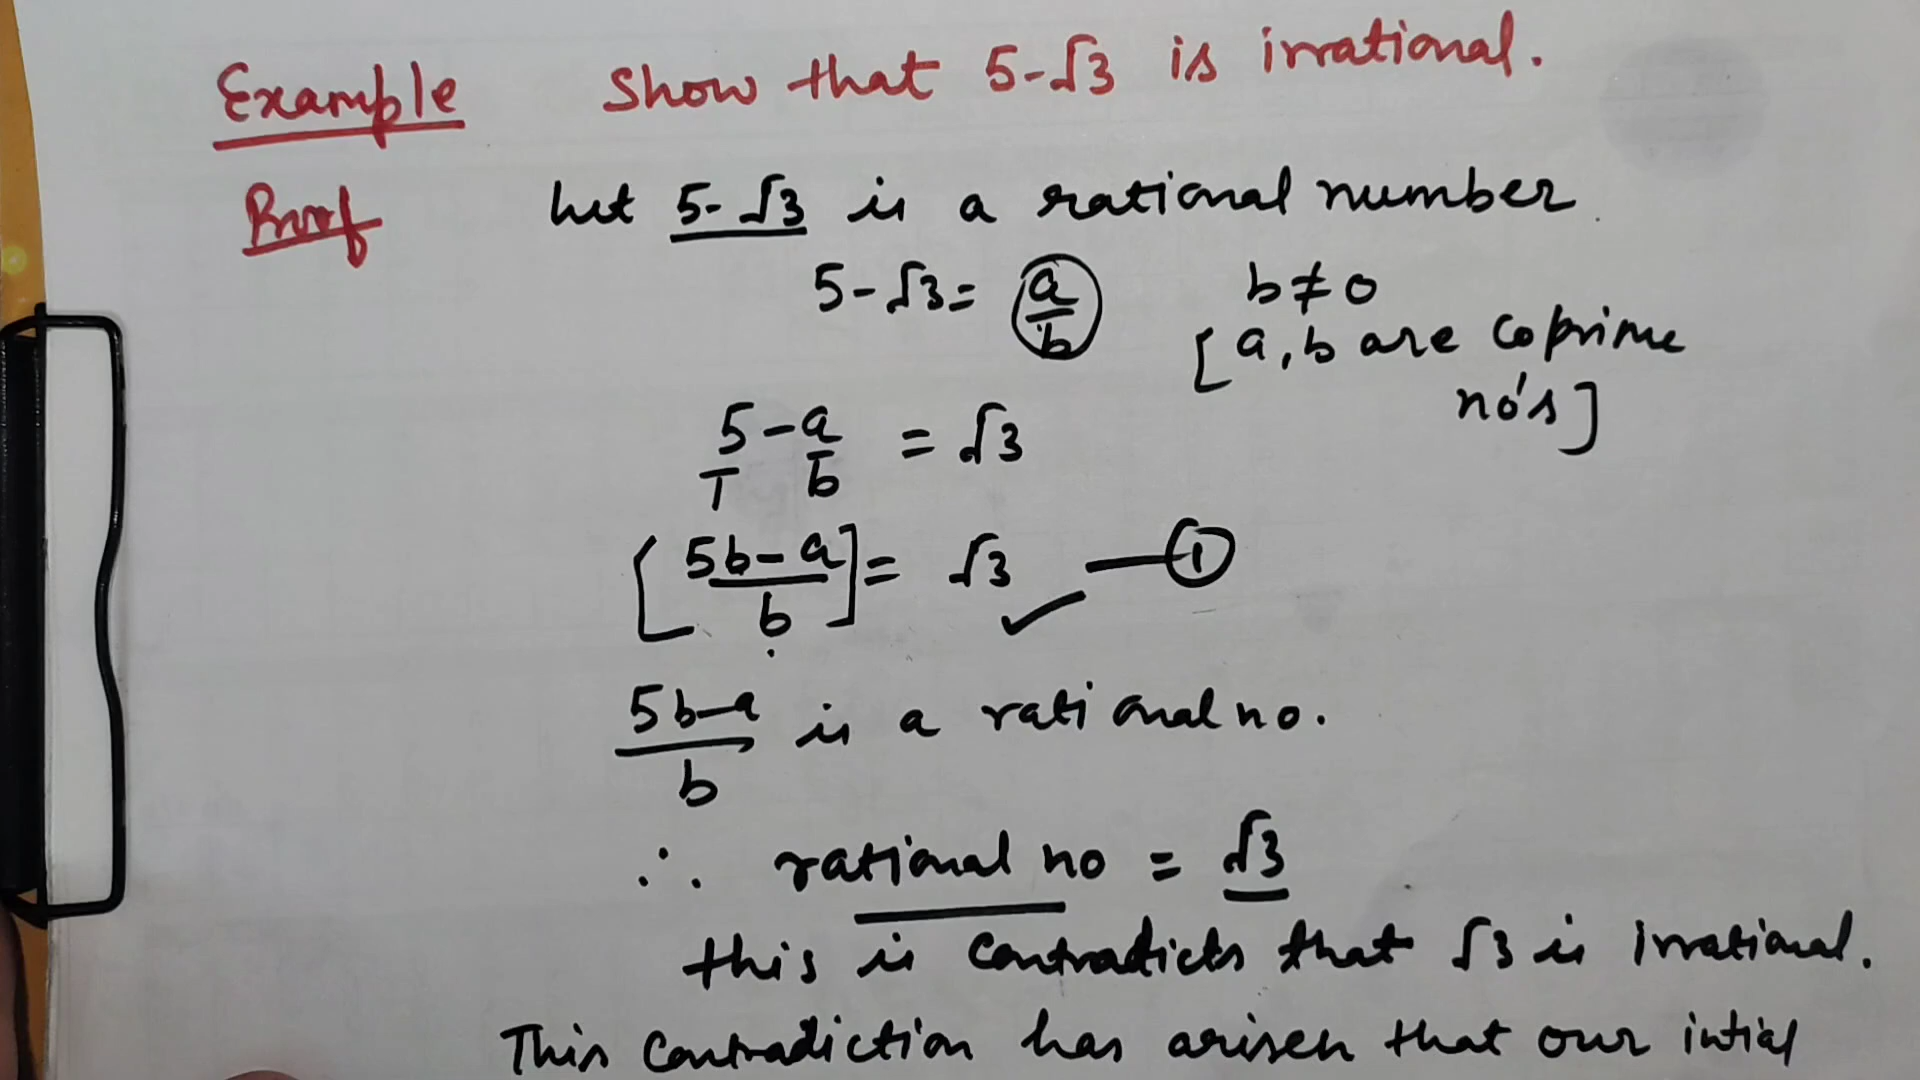 Example Show that 5-√3 is irrational.
Proof Let 5-√3 is a rational number.
5-√3 = a/b b≠0
[a, b are coprime
no's]
5/1 - a/b = √3
[5b-a/b] = √3 — ①
✓
5b-a/b is a rational no.
∴ rational no = √3
this is contradicts that √3 is irrational.
This contradiction has arisen that our intial